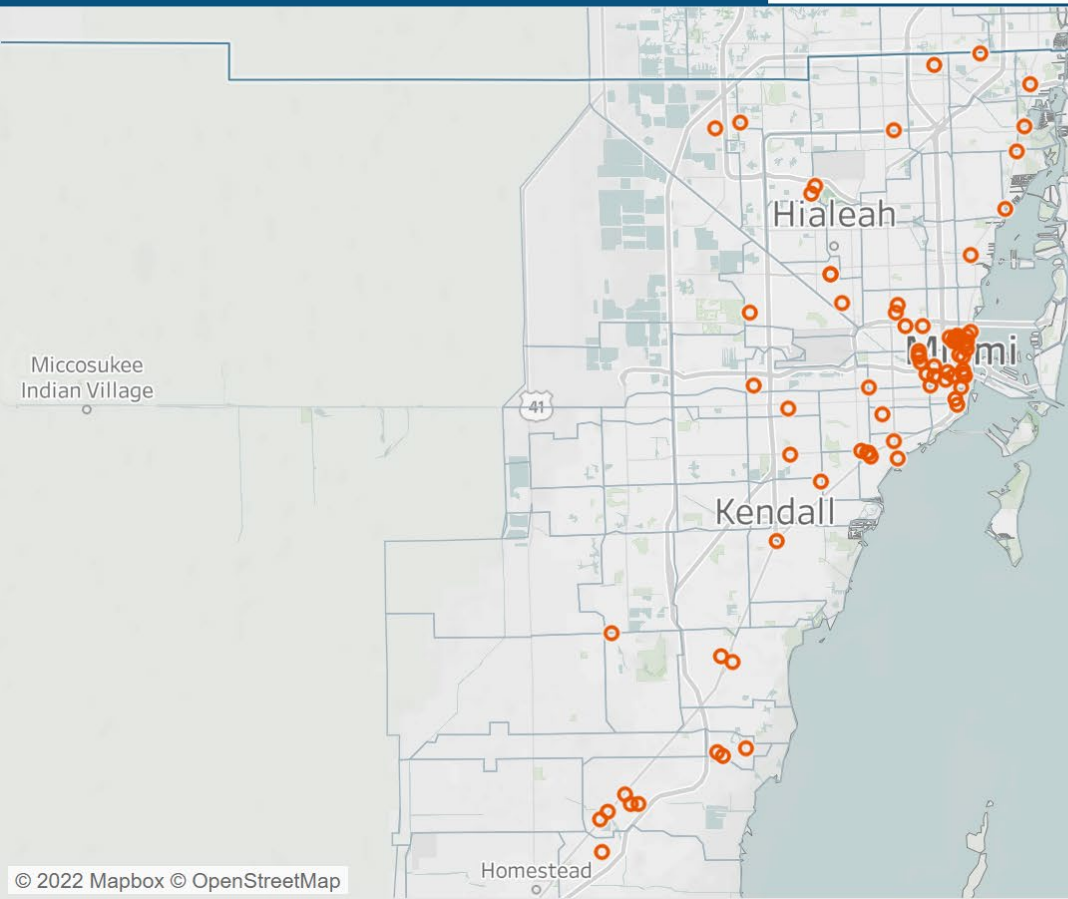 Hialeah
Miami
Miccosukee
Indian Village
41
Kendall
Homestead
© 2022 Mapbox © OpenStreetMap